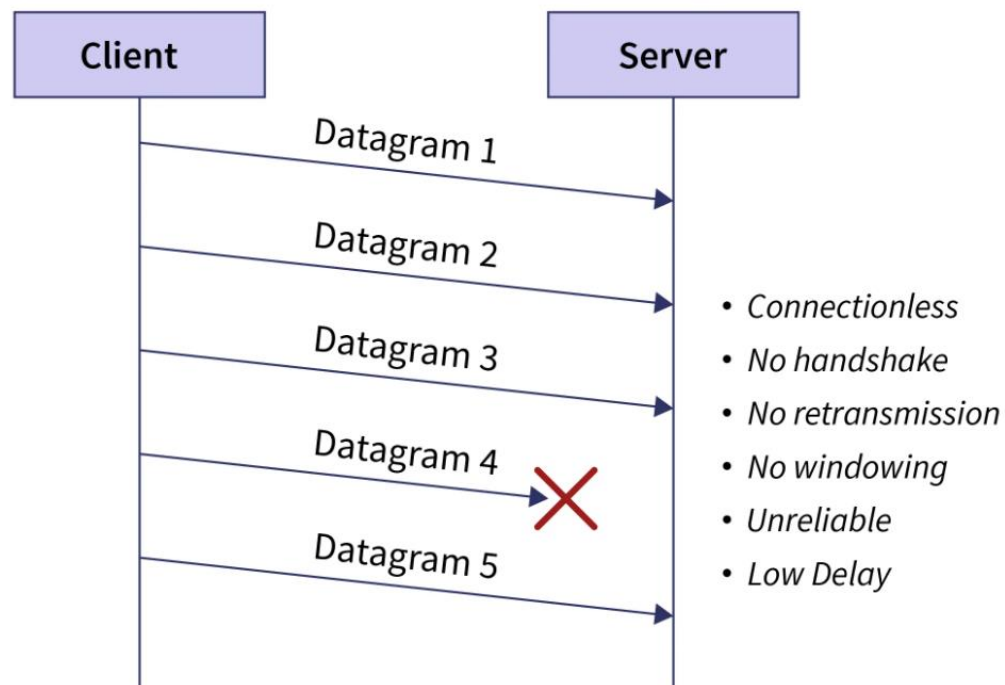 Client
Server
Datagram 1
Datagram 2
Datagram 3
Datagram 4
Datagram 5
• Connectionless
• No handshake
• No retransmission
• No windowing
• Unreliable
• Low Delay